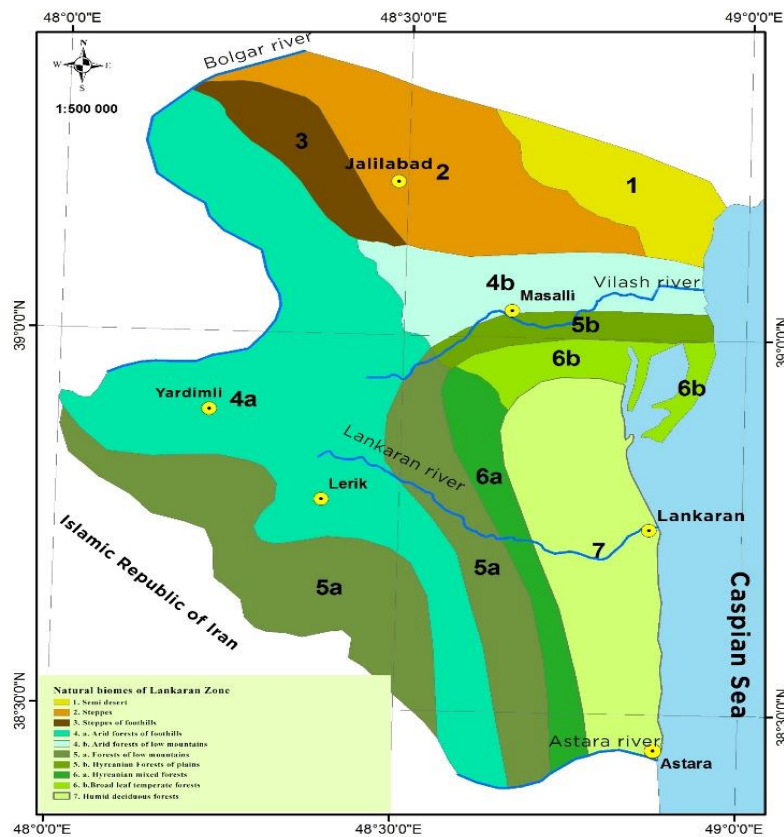 48°0'0"E
48°30'0"E
49°0'0"E
N
W
E
S
1:500 000
Bolgar river
3
Jalilabad
2
1
4b
Vilash river
Masalli
39°0'0"N
39°0'0"N
5b
6b
6b
Yardimli
4a
Lankaran river
6a
Lerik
Lankaran
7
Islamic Republic of Iran
5a
5a
Caspian Sea
Natural biomes of Lankaran Zone
1. Semi desert
2. Steppes
3. Steppes of foothills
4. a. Arid forests of foothills
4. b. Arid forests of low mountains
5. a. Forests of low mountains
5. b. Hyrcanian Forests of plains
6. a. Hyrcanian mixed forests
6. b.Broad leaf temperate forests
7. Humid deciduous forests
38°30'0"N
38°30'0"N
Astara river
Astara
48°0'0"E
48°30'0"E
49°0'0"E